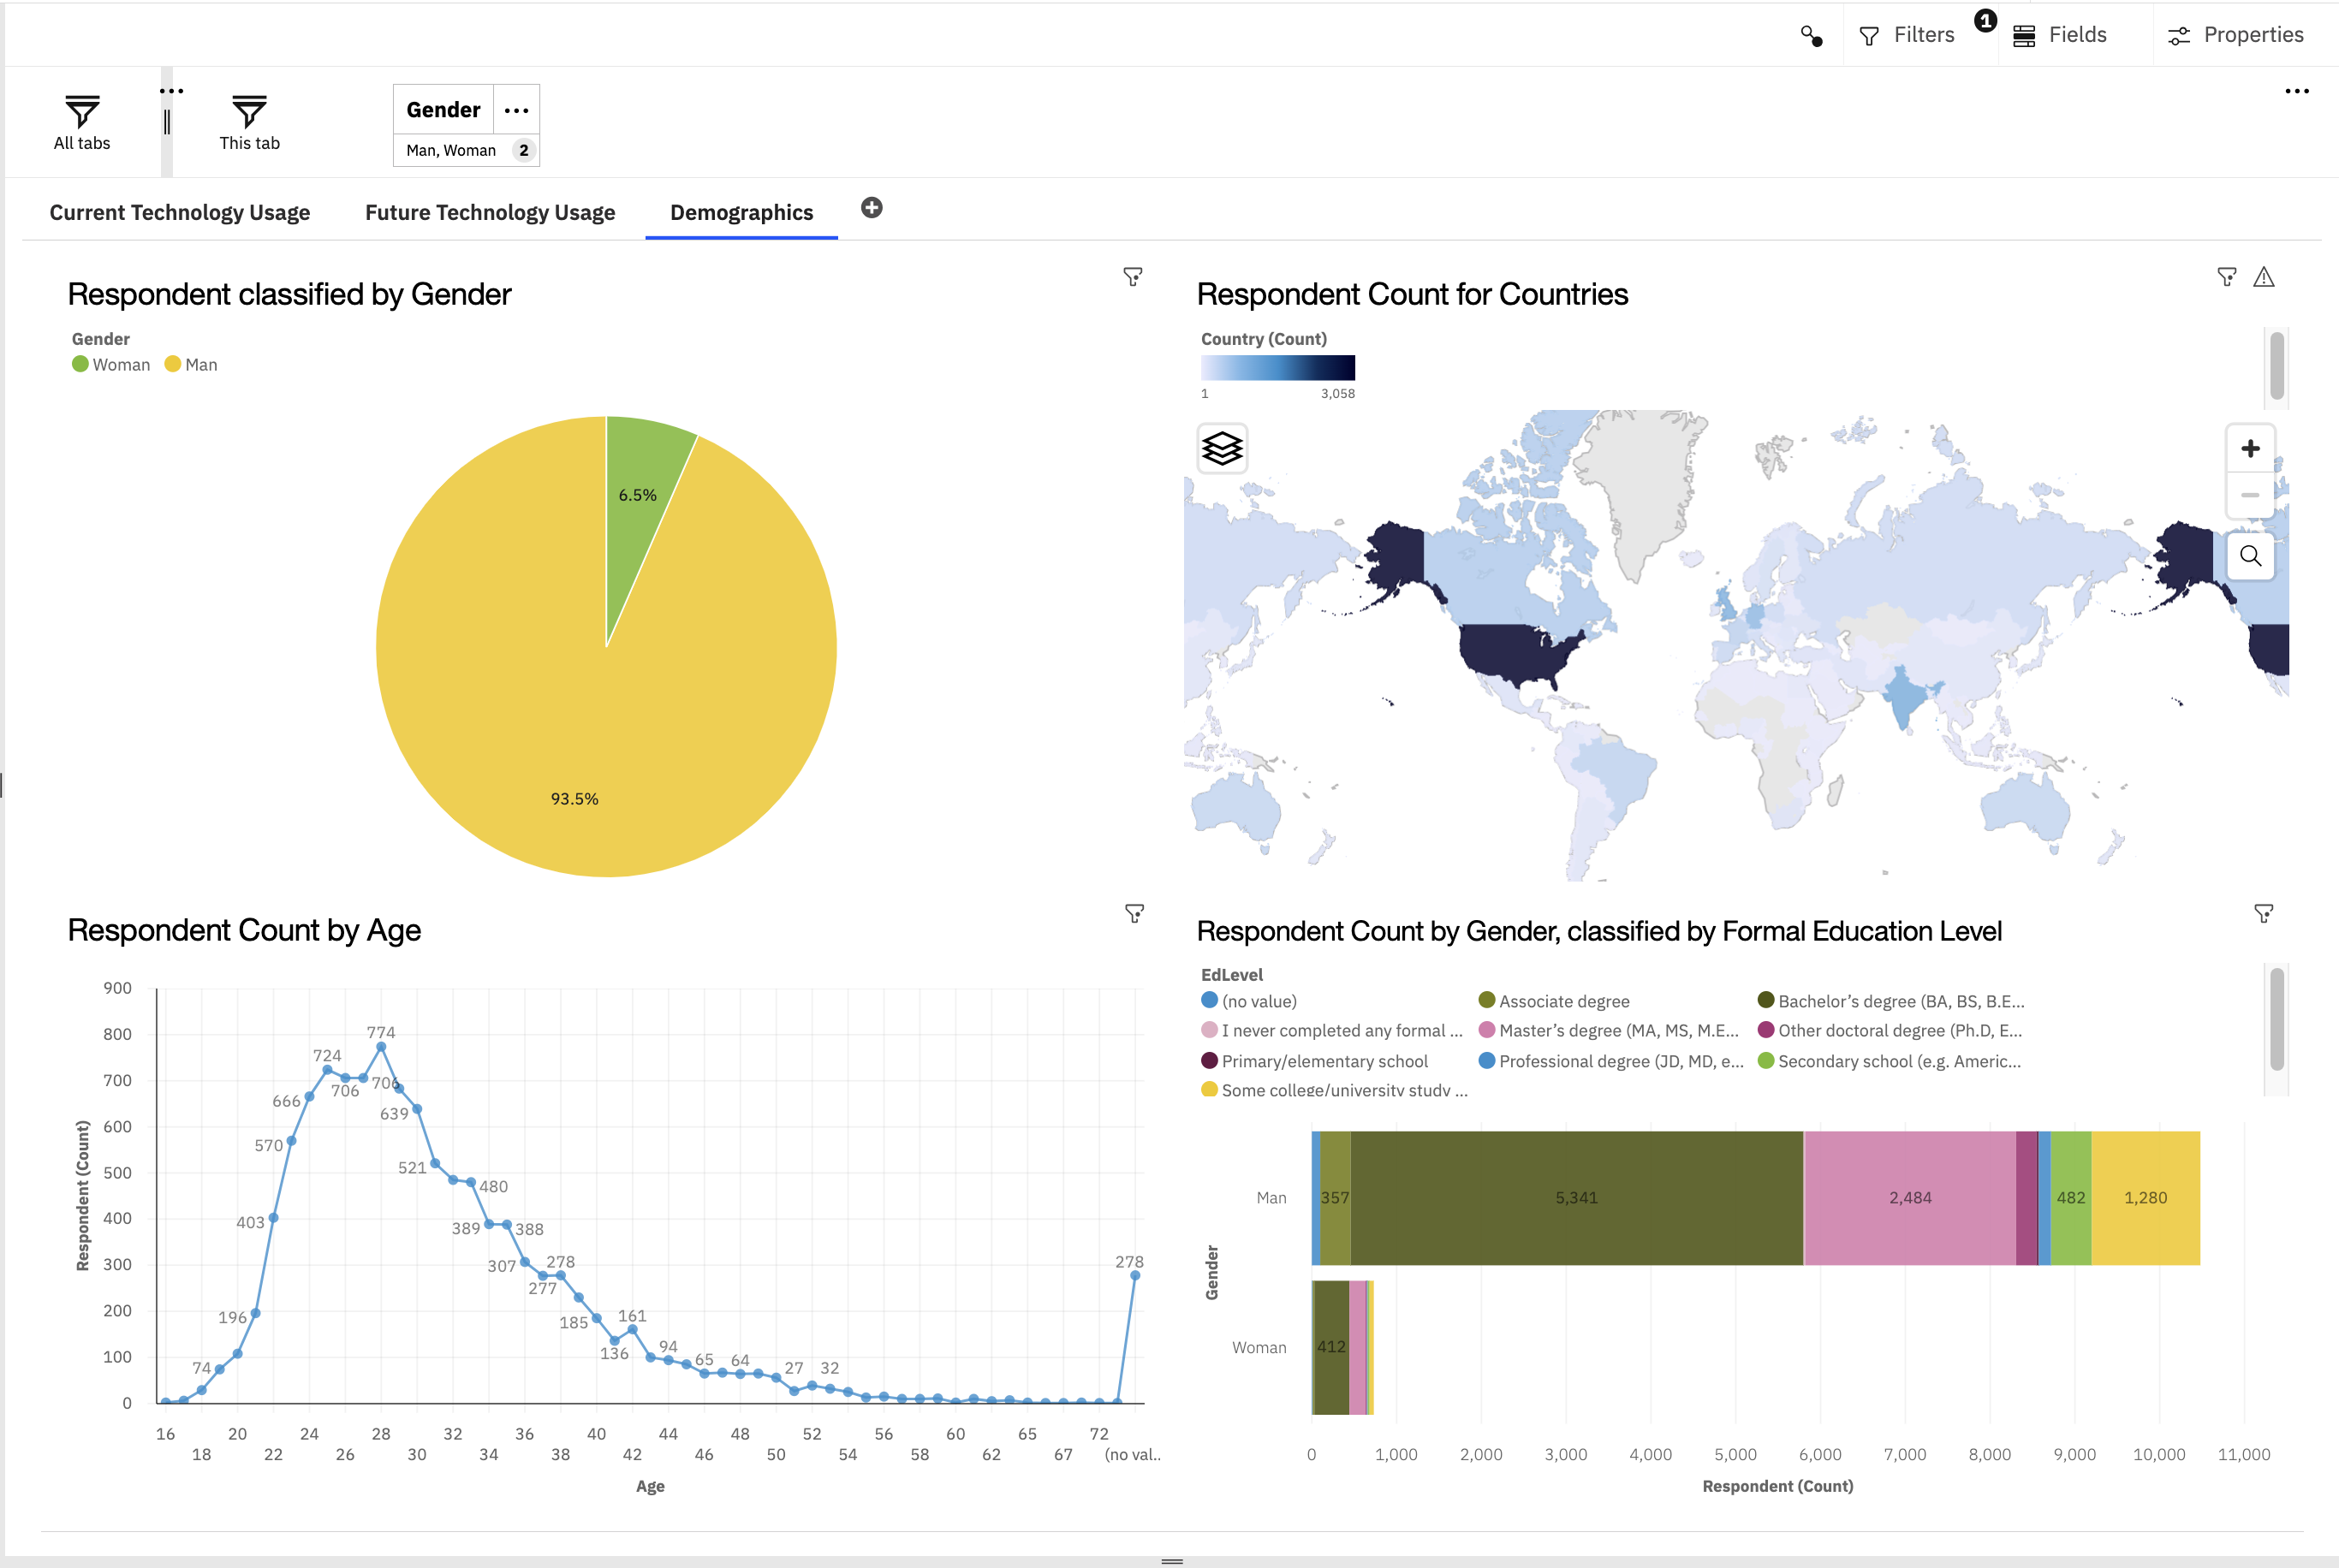 Filters 1 Fields Properties
All tabs This tab
Gender
Man, Woman 2
Current Technology Usage Future Technology Usage Demographics
Respondent classified by Gender
Gender
Woman Man
6.5%
93.5%
Respondent Count for Countries
Country (Count)
1 3,058
Respondent Count by Age
900
800
700
600
500
400
300
200
100
0
Respondent (Count)
74
196
403
570
666
724
706
706
774
639
521
480
389
388
307
277
278
185
136
161
94
65
64
27
32
278
16 20 24 28 32 36 40 44 48 52 56 60 65 72
18 22 26 30 34 38 42 46 50 54 58 62 67 (no val..
Age
Respondent Count by Gender, classified by Formal Education Level
EdLevel
(no value) Associate degree Bachelor’s degree (BA, BS, B.E...
I never completed any formal ... Master’s degree (MA, MS, M.E... Other doctoral degree (Ph.D, E...
Primary/elementary school Professional degree (JD, MD, e... Secondary school (e.g. Americ...
Some college/university study ...
Gender
Man 357 5,341 2,484 482 1,280
Woman 412
0 1,000 2,000 3,000 4,000 5,000 6,000 7,000 8,000 9,000 10,000 11,000
Respondent (Count)